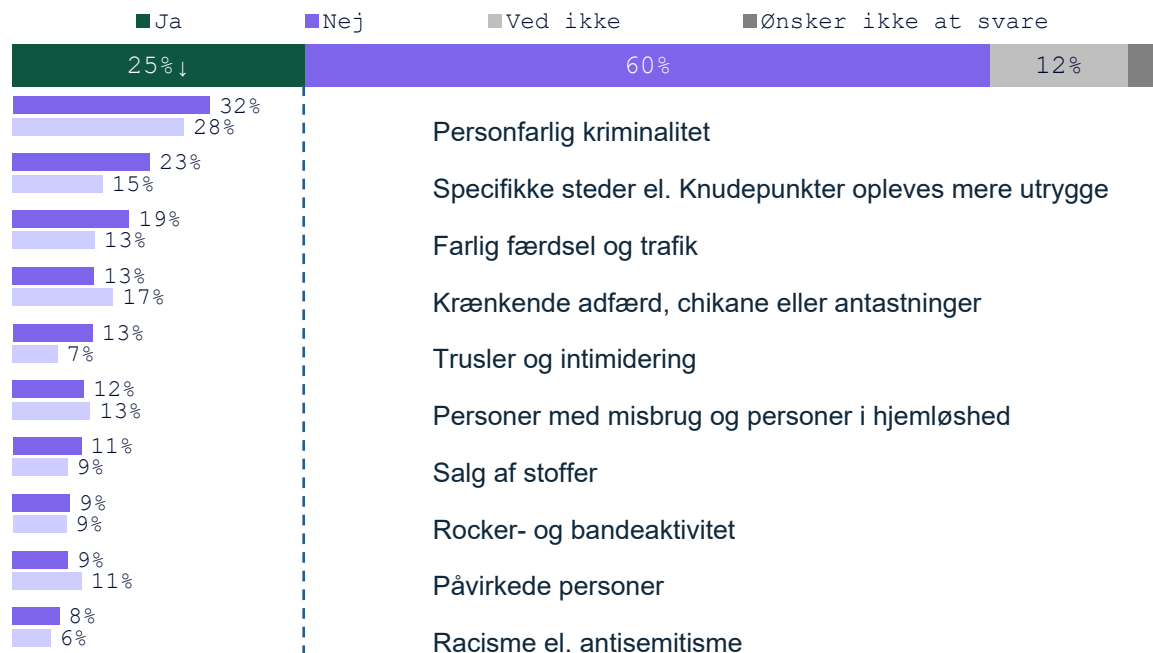 Ja Nej Ved ikke Ønsker ikke at svare
25%↓ 60% 12%
32%
28%
Personfarlig kriminalitet
23%
15%
Specifikke steder el. Knudepunkter opleves mere utrygge
19%
13%
Farlig færdsel og trafik
13%
17%
Krænkende adfærd, chikane eller antastninger
13%
7%
Trusler og intimidering
12%
13%
Personer med misbrug og personer i hjemløshed
11%
9%
Salg af stoffer
9%
9%
Rocker- og bandeaktivitet
9%
11%
Påvirkede personer
8%
6%
Racisme el. antisemitisme